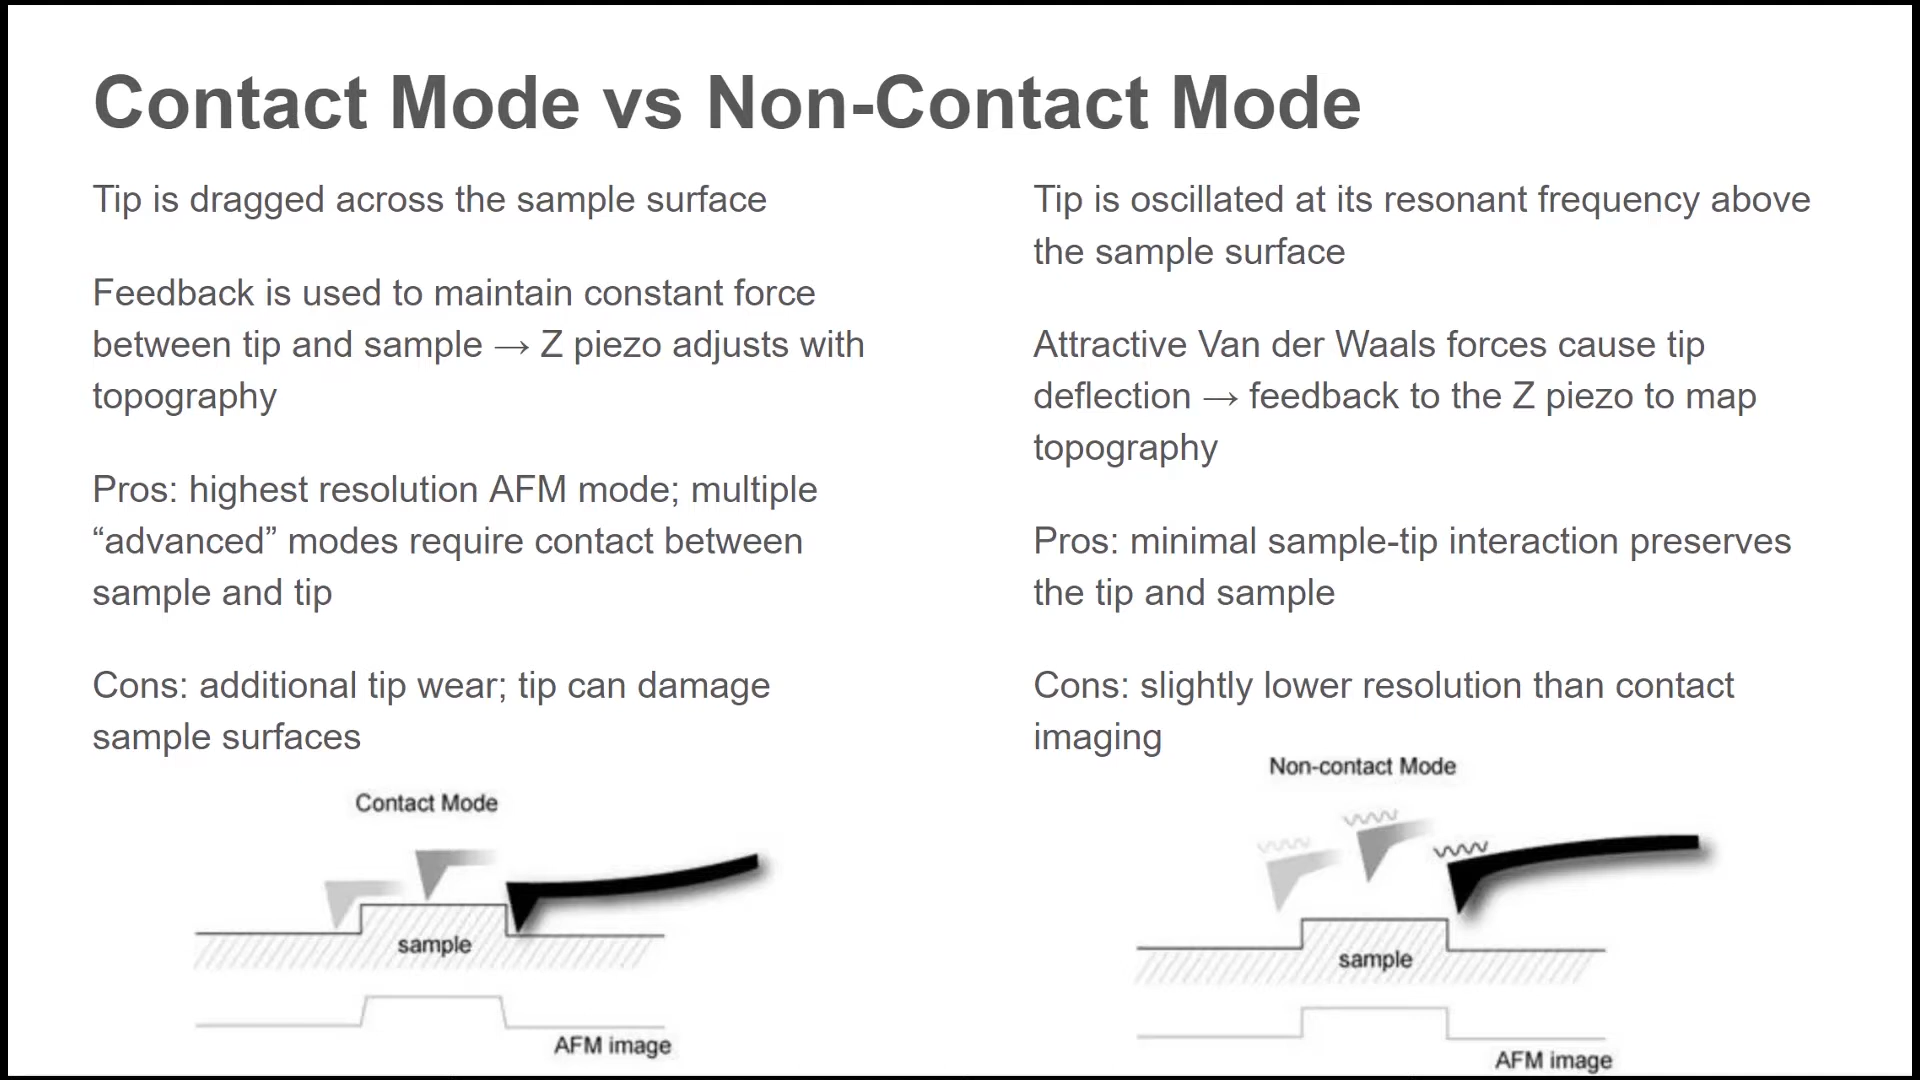 Contact Mode vs Non-Contact Mode
Tip is dragged across the sample surface
Feedback is used to maintain constant force
between tip and sample → Z piezo adjusts with
topography
Pros: highest resolution AFM mode; multiple
“advanced” modes require contact between
sample and tip
Cons: additional tip wear; tip can damage
sample surfaces
Contact Mode
sample
AFM image
Tip is oscillated at its resonant frequency above
the sample surface
Attractive Van der Waals forces cause tip
deflection → feedback to the Z piezo to map
topography
Pros: minimal sample-tip interaction preserves
the tip and sample
Cons: slightly lower resolution than contact
imaging
Non-contact Mode
sample
AFM image